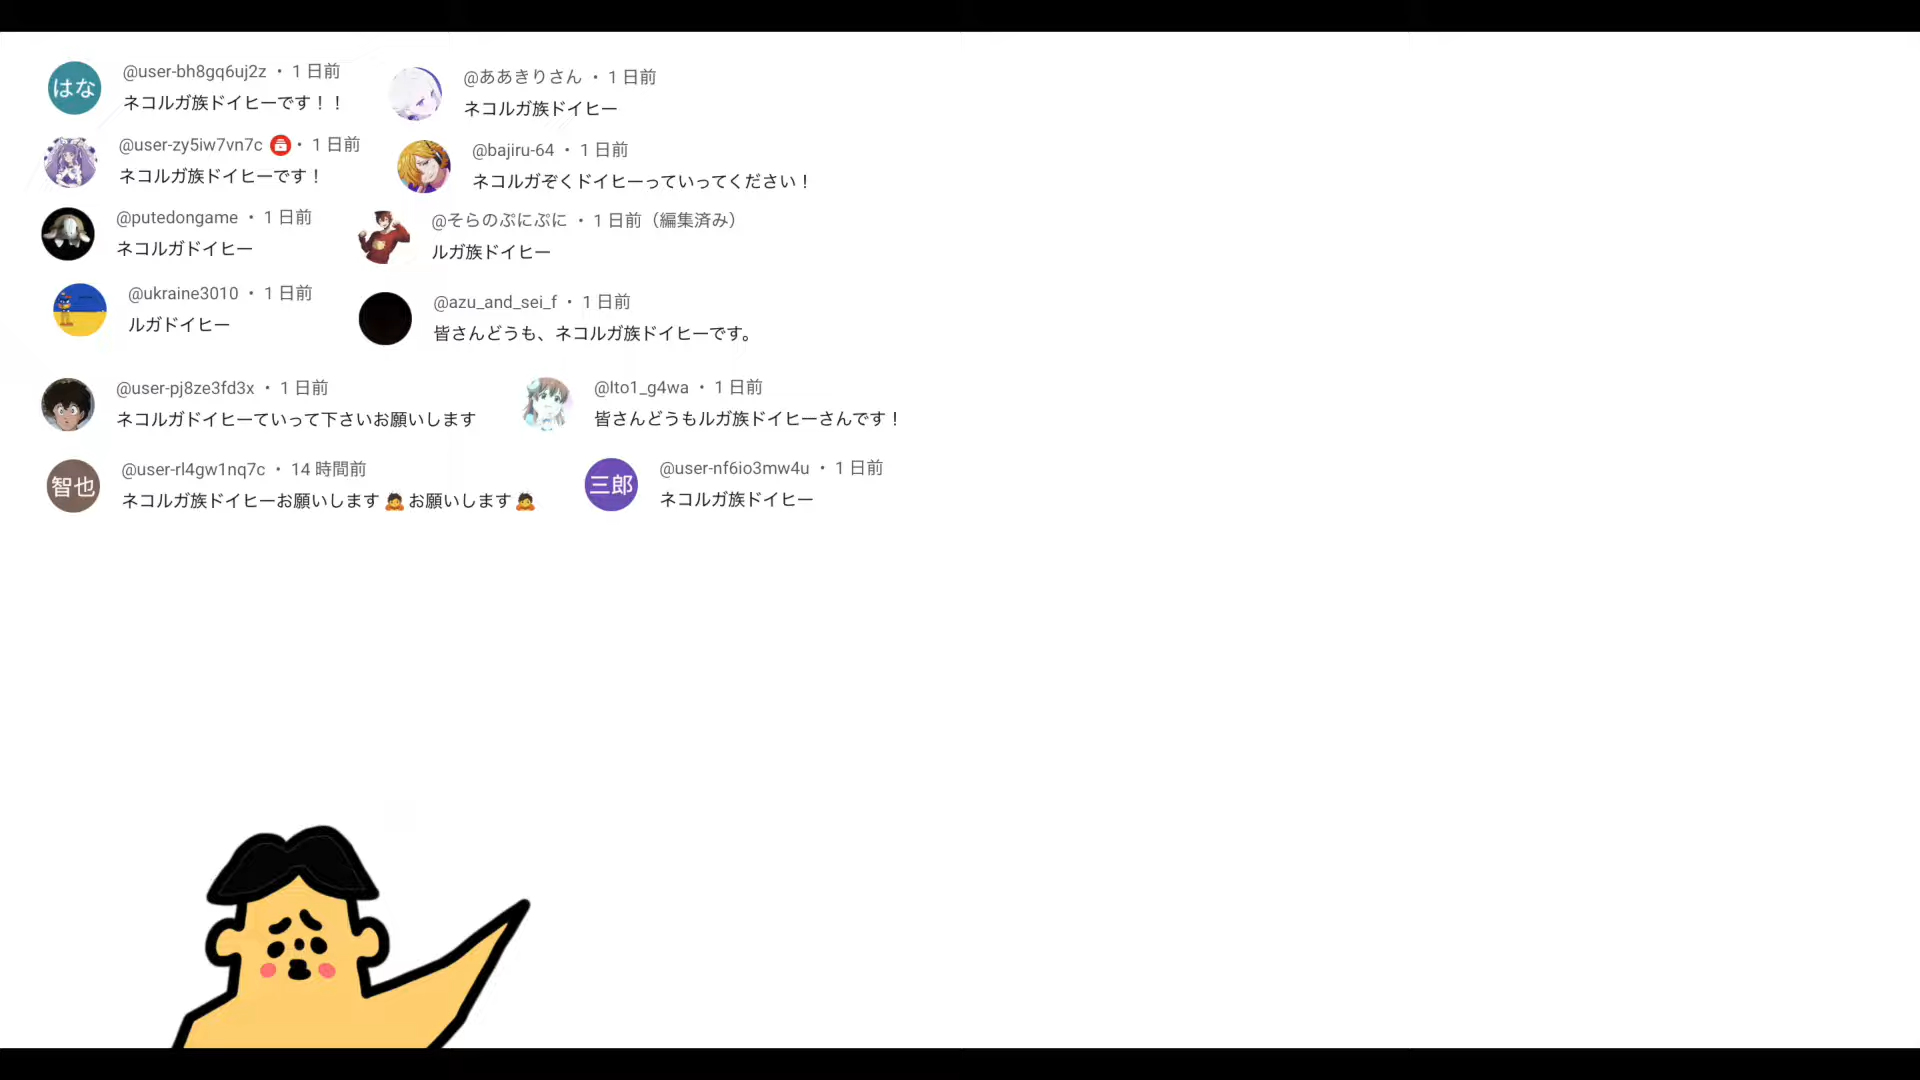 はな
@user-bh8gq6uj2z ・ 1 日前
ネコルガ族ドイヒーです！！
@ああきりさん ・ 1 日前
ネコルガ族ドイヒー
@user-zy5iw7vn7c ・ 1 日前
ネコルガ族ドイヒーです！
@bajiru-64 ・ 1 日前
ネコルガぞくドイヒーっていってください！
@putedongame ・ 1 日前
ネコルガドイヒー
@そらのぷにぷに ・ 1 日前（編集済み）
ルガ族ドイヒー
@ukraine3010 ・ 1 日前
ルガドイヒー
@azu_and_sei_f ・ 1 日前
皆さんどうも、ネコルガ族ドイヒーです。
@user-pj8ze3fd3x ・ 1 日前
ネコルガドイヒーていって下さいお願いします
@lto1_g4wa ・ 1 日前
皆さんどうもルガ族ドイヒーさんです！
智也
@user-rl4gw1nq7c ・ 14 時間前
ネコルガ族ドイヒーお願いします🙇お願いします🙇
三郎
@user-nf6io3mw4u ・ 1 日前
ネコルガ族ドイヒー